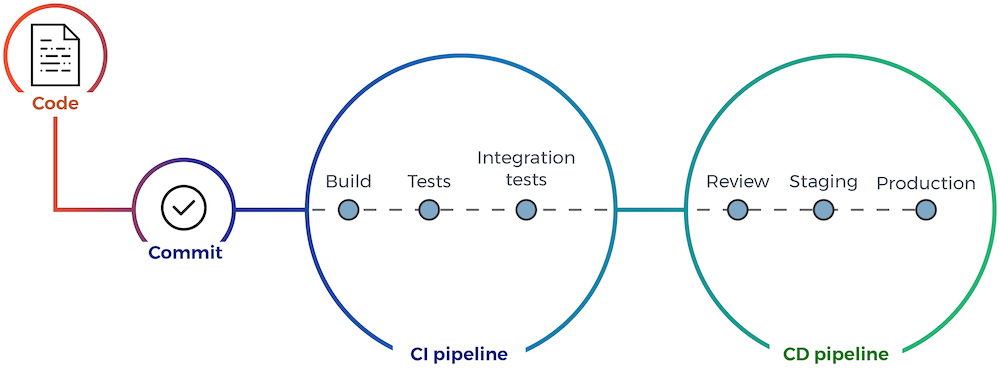 Code
Commit
Build
Tests
Integration
tests
CI pipeline
Review
Staging
Production
CD pipeline